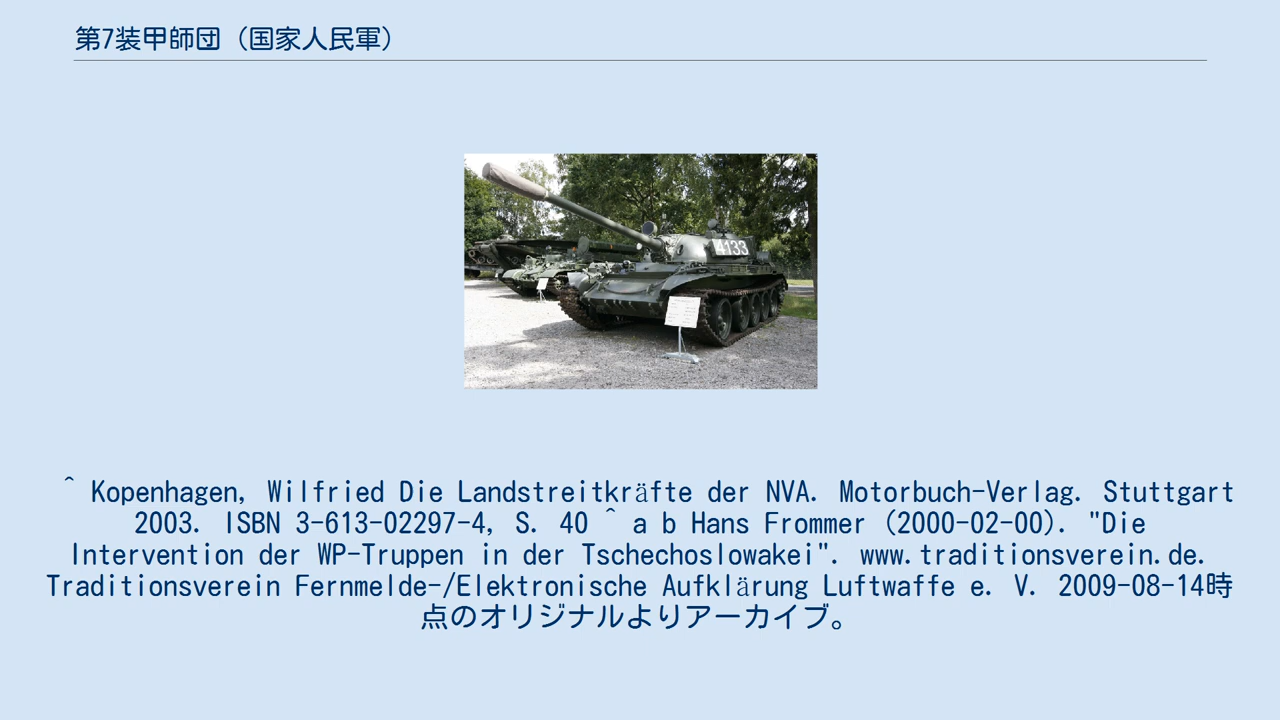 第7装甲師団（国家人民軍）
4133
^ Kopenhagen, Wilfried Die Landstreitkräfte der NVA. Motorbuch-Verlag. Stuttgart
2003. ISBN 3-613-02297-4, S. 40 ^ a b Hans Frommer (2000-02-00). "Die
Intervention der WP-Truppen in der Tschechoslowakei". www.traditionsverein.de.
Traditionsverein Fernmelde-/Elektronische Aufklärung Luftwaffe e. V. 2009-08-14時
点のオリジナルよりアーカイブ。